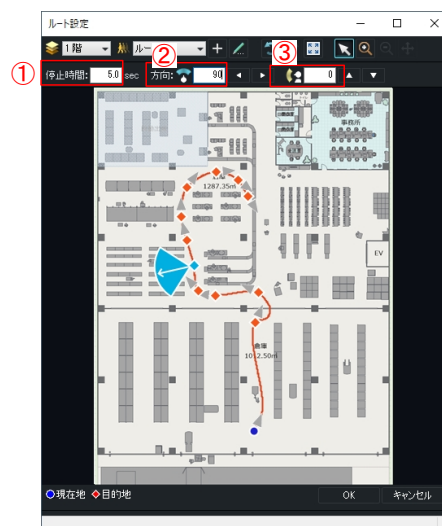 ルート設定
1階 ルー
② ③
① 停止時間: 5.0 sec 方向: 90 0
事務所
1287.35m
EV
倉庫
1012.50m
現在地 目的地 OK キャンセル